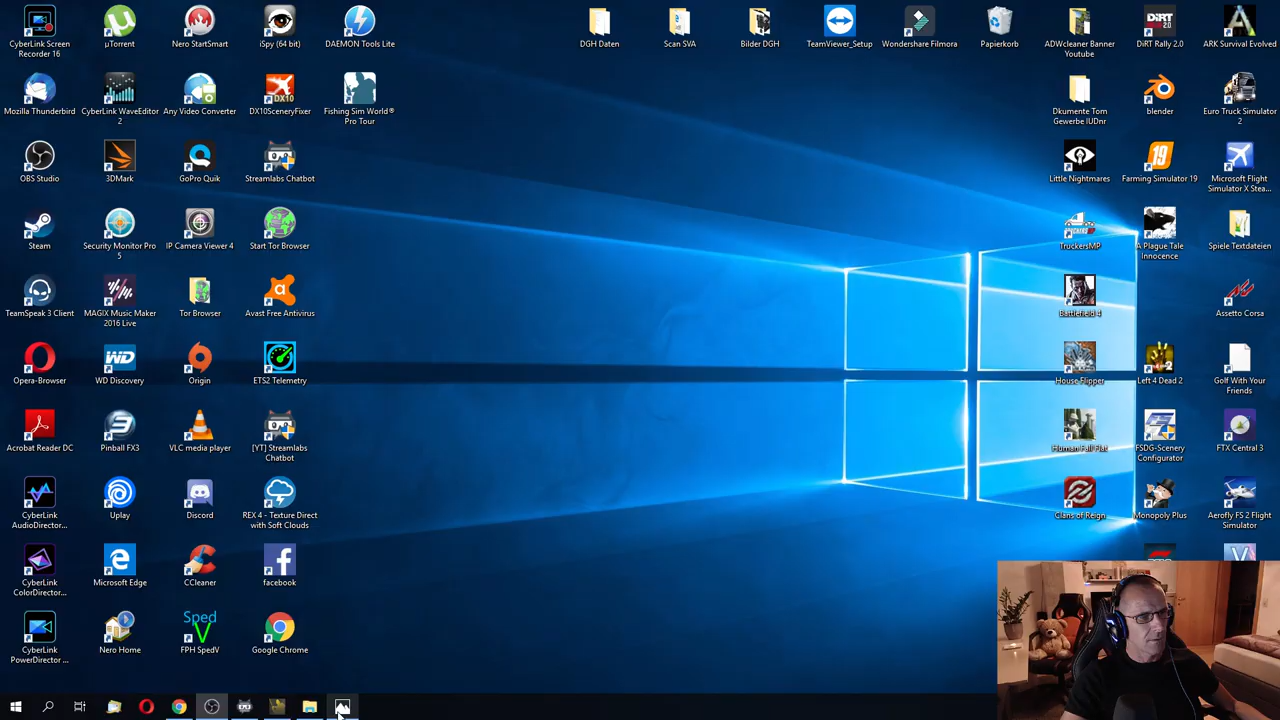 CyberLink Screen
Recorder 16
µTorrent
Nero StartSmart
iSpy (64 bit)
DAEMON Tools Lite
DGH Daten
Scan SVA
Bilder DGH
TeamViewer_Setup
Wondershare Filmora
Papierkorb
ADWcleaner Banner
Youtube
DiRT Rally 2.0
ARK Survival Evolved
Mozilla Thunderbird
CyberLink WaveEditor
2
Any Video Converter
DX10SceneryFixer
Fishing Sim World®
Pro Tour
Dkumente Tom
Gewerbe IUDnr
blender
Euro Truck Simulator
2
OBS Studio
3DMark
GoPro Quik
Streamlabs Chatbot
Little Nightmares
Farming Simulator 19
Microsoft Flight
Simulator X Stea...
Steam
Security Monitor Pro
5
IP Camera Viewer 4
Start Tor Browser
TruckersMP
A Plague Tale
Innocence
Spiele Textdateien
TeamSpeak 3 Client
MAGIX Music Maker
2016 Live
Tor Browser
Avast Free Antivirus
Battlefield 4
Assetto Corsa
Opera-Browser
WD Discovery
Origin
ETS2 Telemetry
House Flipper
Left 4 Dead 2
Golf With Your
Friends
Acrobat Reader DC
Pinball FX3
VLC media player
[YT] Streamlabs
Chatbot
Human Fall Flat
FSDG-Scenery
Configurator
FTX Central 3
CyberLink
AudioDirector...
Uplay
Discord
REX 4 - Texture Direct
with Soft Clouds
Clans of Reign
Monopoly Plus
Aerofly FS 2 Flight
Simulator
CyberLink
ColorDirector...
Microsoft Edge
CCleaner
facebook
CyberLink
PowerDirector ...
Nero Home
Sped
V
FPH SpedV
Google Chrome